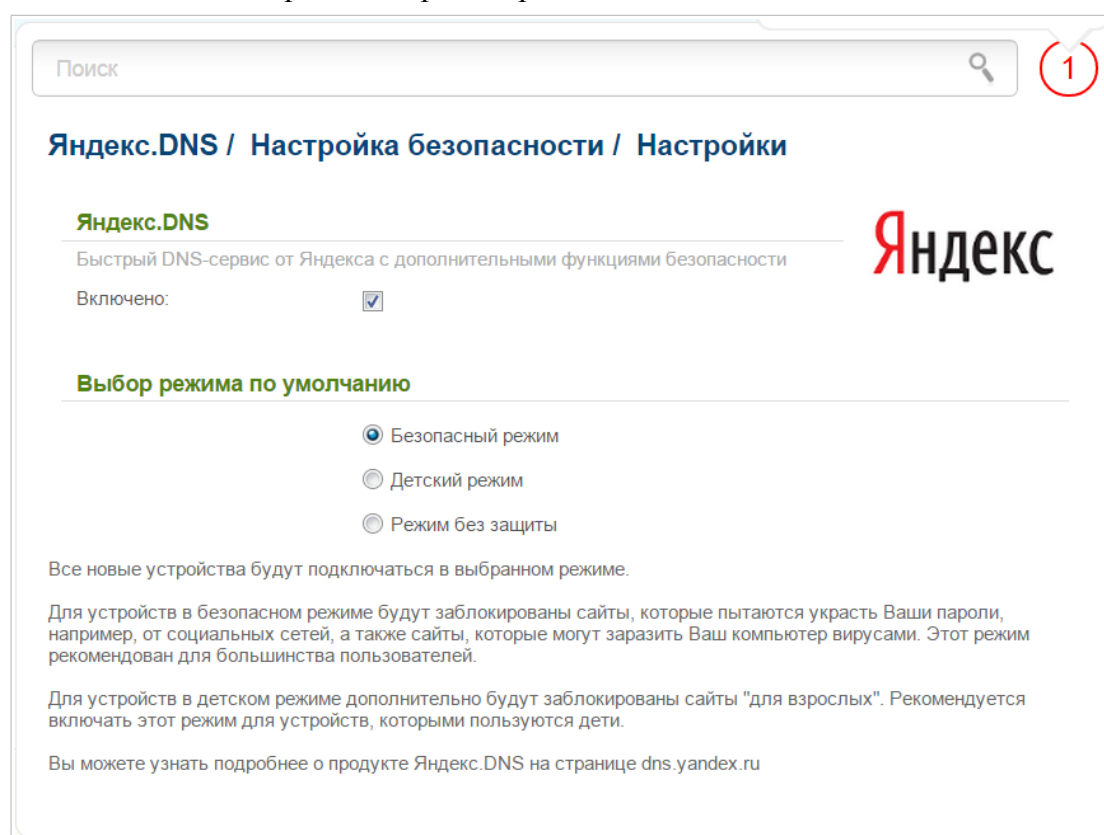 Поиск
1
Яндекс.DNS / Настройка безопасности / Настройки
Яндекс.DNS
Яндекс
Быстрый DNS-сервис от Яндекса с дополнительными функциями безопасности
Включено:
Выбор режима по умолчанию
Безопасный режим
Детский режим
Режим без защиты
Все новые устройства будут подключаться в выбранном режиме.
Для устройств в безопасном режиме будут заблокированы сайты, которые пытаются украсть Ваши пароли,
например, от социальных сетей, а также сайты, которые могут заразить Ваш компьютер вирусами. Этот режим
рекомендован для большинства пользователей.
Для устройств в детском режиме дополнительно будут заблокированы сайты "для взрослых". Рекомендуется
включать этот режим для устройств, которыми пользуются дети.
Вы можете узнать подробнее о продукте Яндекс.DNS на странице dns.yandex.ru